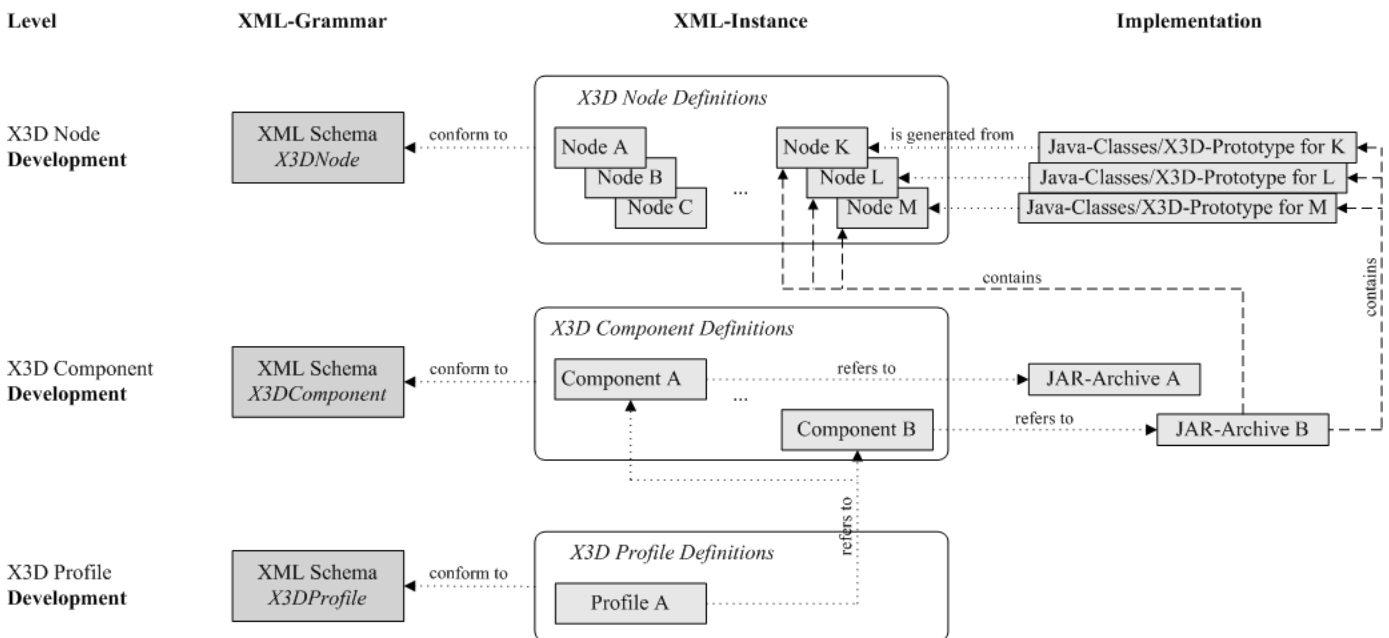 Level XML-Grammar XML-Instance Implementation
X3D Node Definitions
X3D Node
Development
XML Schema
X3DNode
conform to
Node A
Node B
Node C
...
Node K
Node L
Node M
is generated from
Java-Classes/X3D-Prototype for K
Java-Classes/X3D-Prototype for L
Java-Classes/X3D-Prototype for M
contains
contains
X3D Component Definitions
X3D Component
Development
XML Schema
X3DComponent
conform to
Component A
...
Component B
refers to
JAR-Archive A
refers to
JAR-Archive B
refers to
X3D Profile Definitions
X3D Profile
Development
XML Schema
X3DProfile
conform to
Profile A